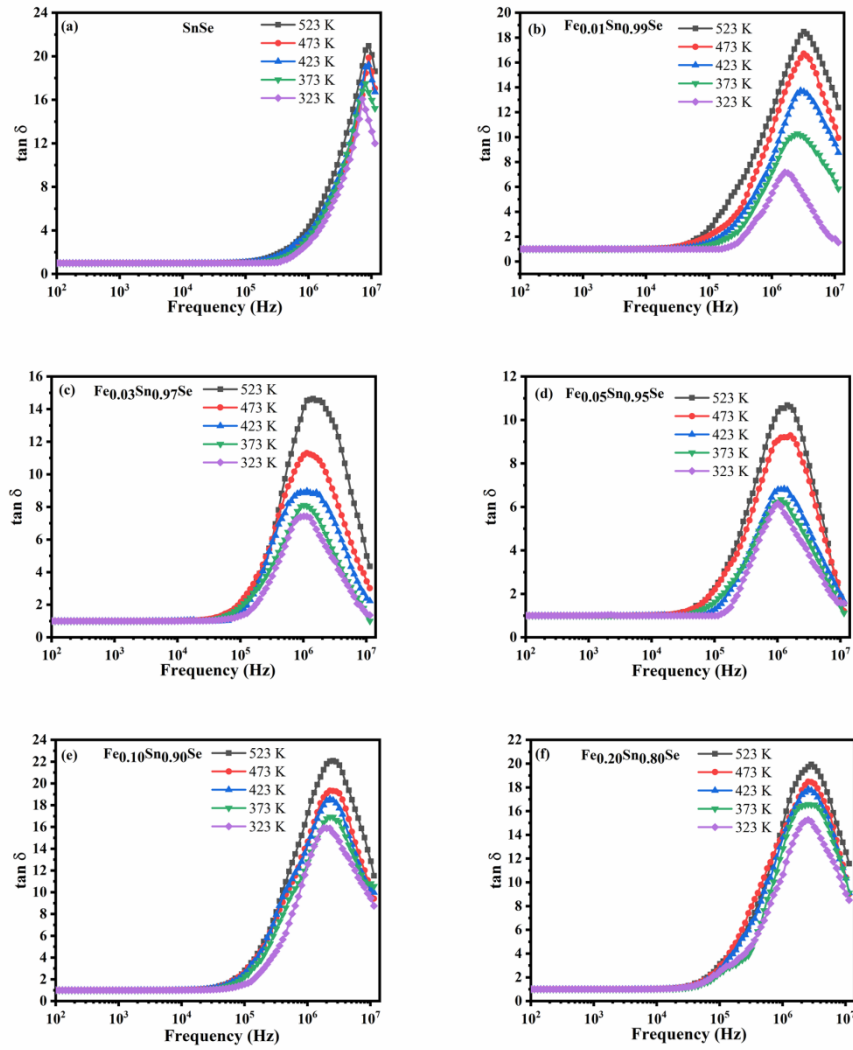 (a) SnSe
523 K
473 K
423 K
373 K
323 K
24
20
16
12
8
4
0
tan δ
10² 10³ 10⁴ 10⁵ 10⁶ 10⁷
Frequency (Hz)
(b) Fe₀.₀₁Sn₀.₉₉Se
523 K
473 K
423 K
373 K
323 K
20
18
16
14
12
10
8
6
4
2
0
tan δ
10² 10³ 10⁴ 10⁵ 10⁶ 10⁷
Frequency (Hz)
(c) Fe₀.₀₃Sn₀.₉₇Se
523 K
473 K
423 K
373 K
323 K
16
14
12
10
8
6
4
2
0
tan δ
10² 10³ 10⁴ 10⁵ 10⁶ 10⁷
Frequency (Hz)
(d) Fe₀.₀₅Sn₀.₉₅Se
523 K
473 K
423 K
373 K
323 K
12
10
8
6
4
2
0
tan δ
10² 10³ 10⁴ 10⁵ 10⁶ 10⁷
Frequency (Hz)
(e) Fe₀.₁₀Sn₀.₉₀Se
523 K
473 K
423 K
373 K
323 K
24
22
20
18
16
14
12
10
8
6
4
2
0
tan δ
10² 10³ 10⁴ 10⁵ 10⁶ 10⁷
Frequency (Hz)
(f) Fe₀.₂₀Sn₀.₈₀Se
523 K
473 K
423 K
373 K
323 K
22
20
18
16
14
12
10
8
6
4
2
0
tan δ
10² 10³ 10⁴ 10⁵ 10⁶ 10⁷
Frequency (Hz)